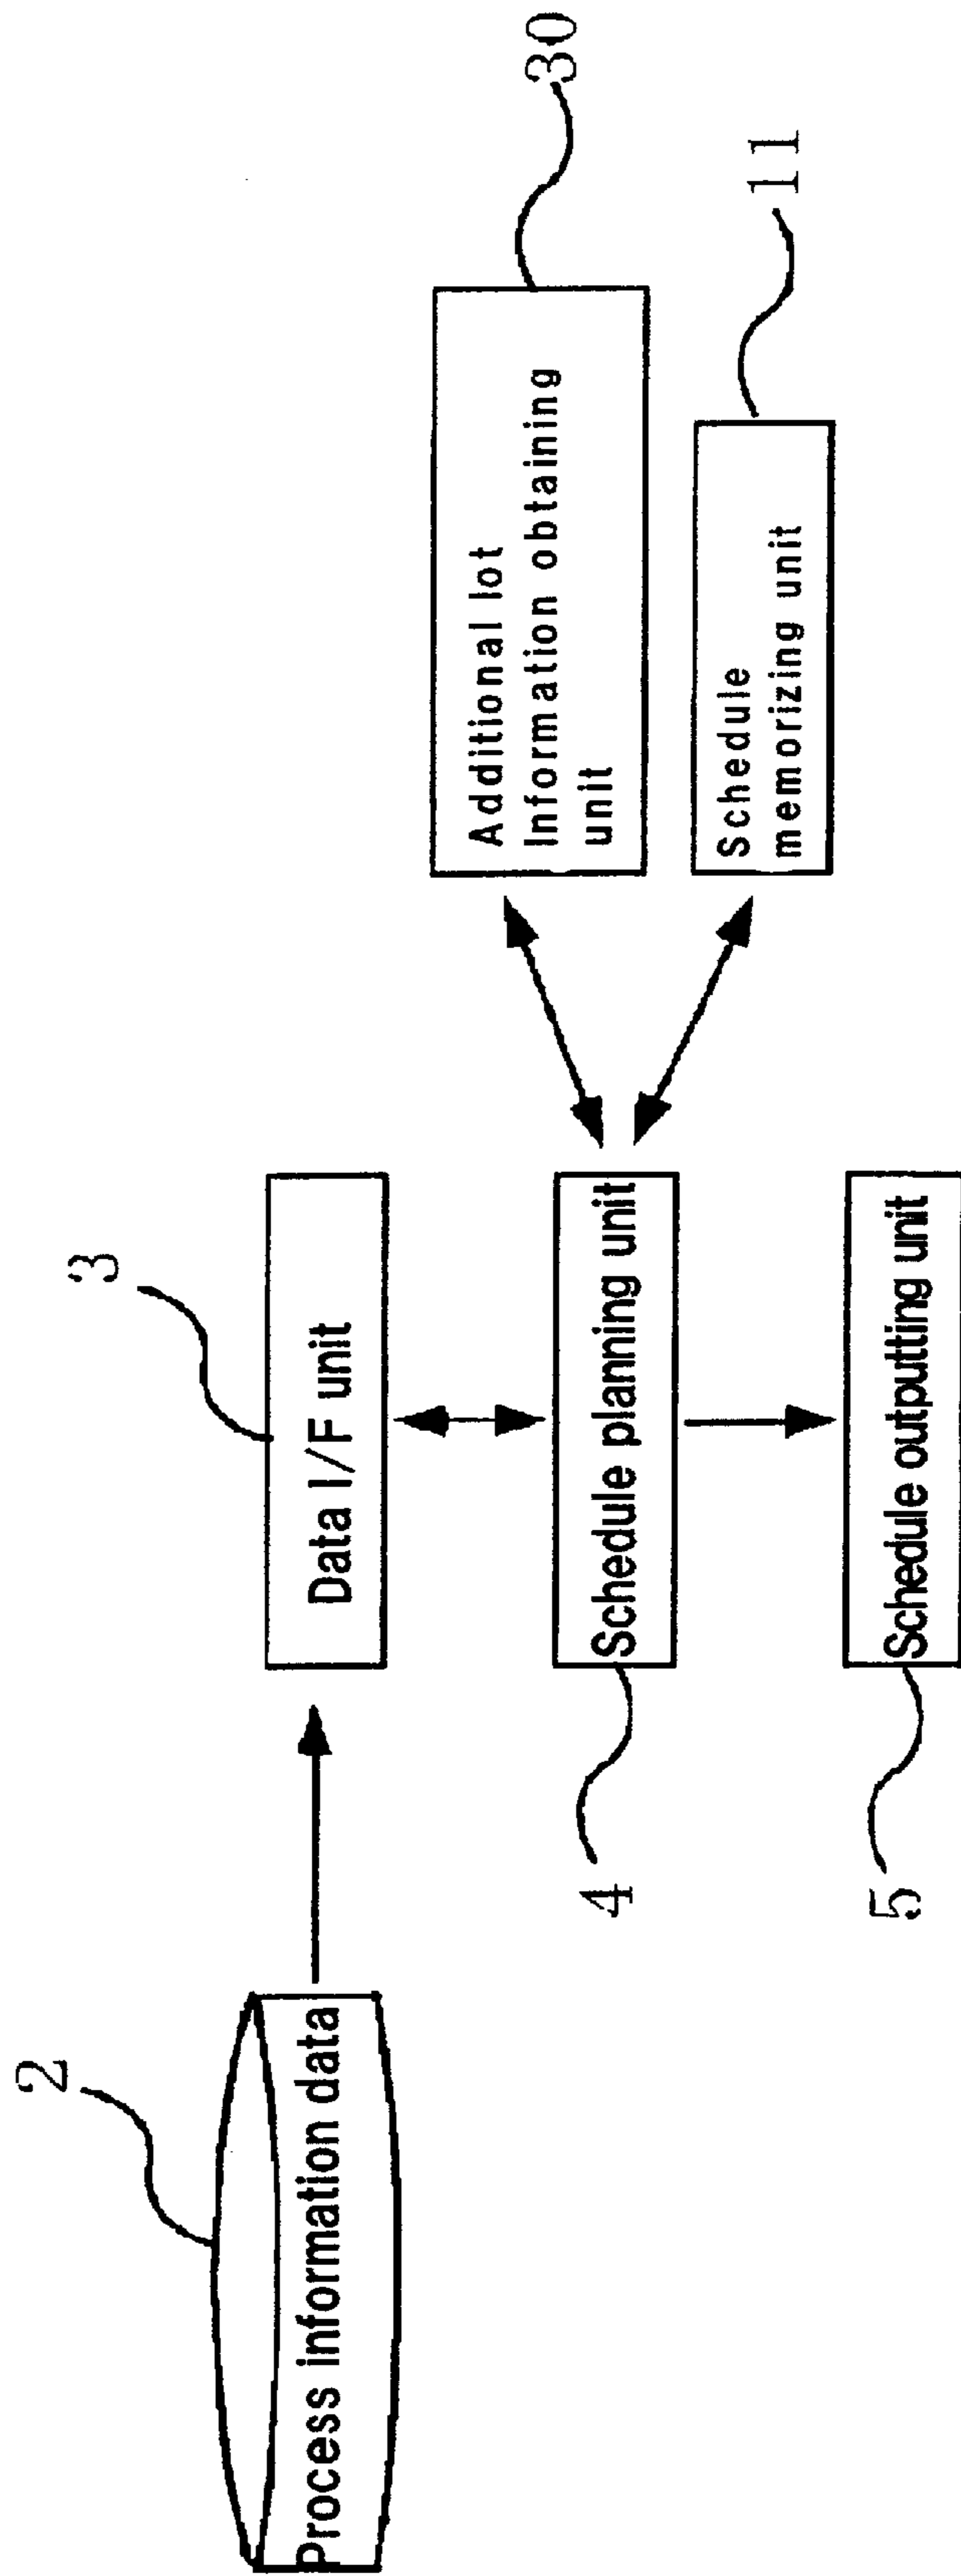 2
Process information data
3
Data I/F unit
4
Schedule planning unit
5
Schedule outputting unit
Additional lot
Information obtaining
unit
30
Schedule
memorizing unit
11